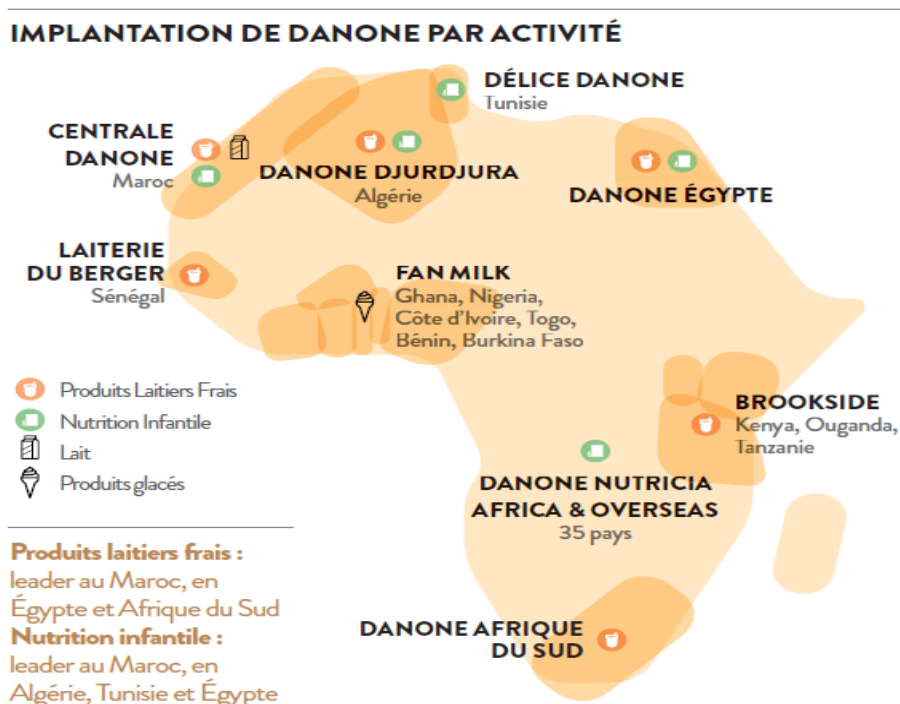 IMPLANTATION DE DANONE PAR ACTIVITÉ
DÉLICE DANONE
Tunisie
CENTRALE
DANONE
Maroc
DANONE DJURDJURA
Algérie
DANONE ÉGYPTE
LAITERIE
DU BERGER
Sénégal
FAN MILK
Ghana, Nigeria,
Côte d'Ivoire, Togo,
Bénin, Burkina Faso
Produits Laitiers Frais
Nutrition Infantile
Lait
Produits glacés
BROOKSIDE
Kenya, Ouganda,
Tanzanie
DANONE NUTRICIA
AFRICA & OVERSEAS
35 pays
DANONE AFRIQUE
DU SUD
Produits laitiers frais :
leader au Maroc, en
Égypte et Afrique du Sud
Nutrition infantile :
leader au Maroc, en
Algérie, Tunisie et Égypte